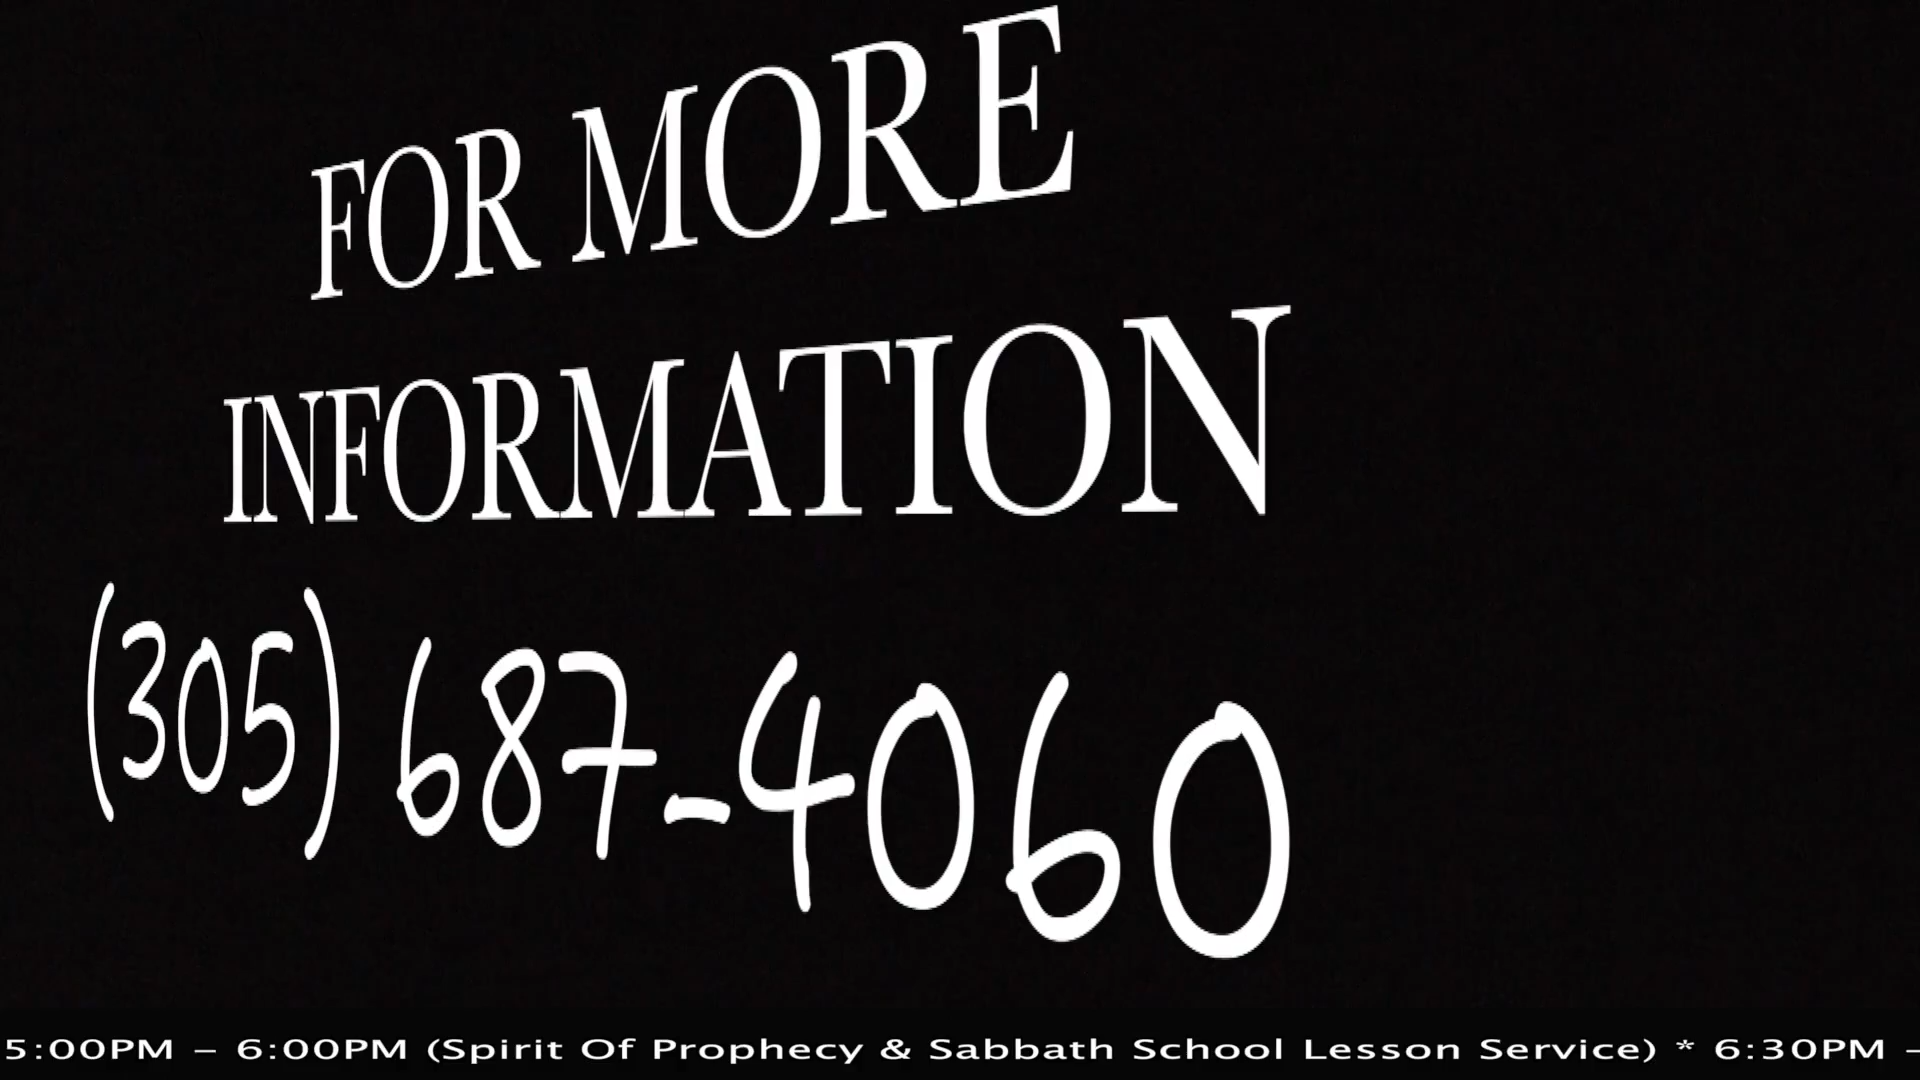 FOR MORE
INFORMATION
(305) 687-4060
5:00PM – 6:00PM (Spirit Of Prophecy & Sabbath School Lesson Service) * 6:30PM –